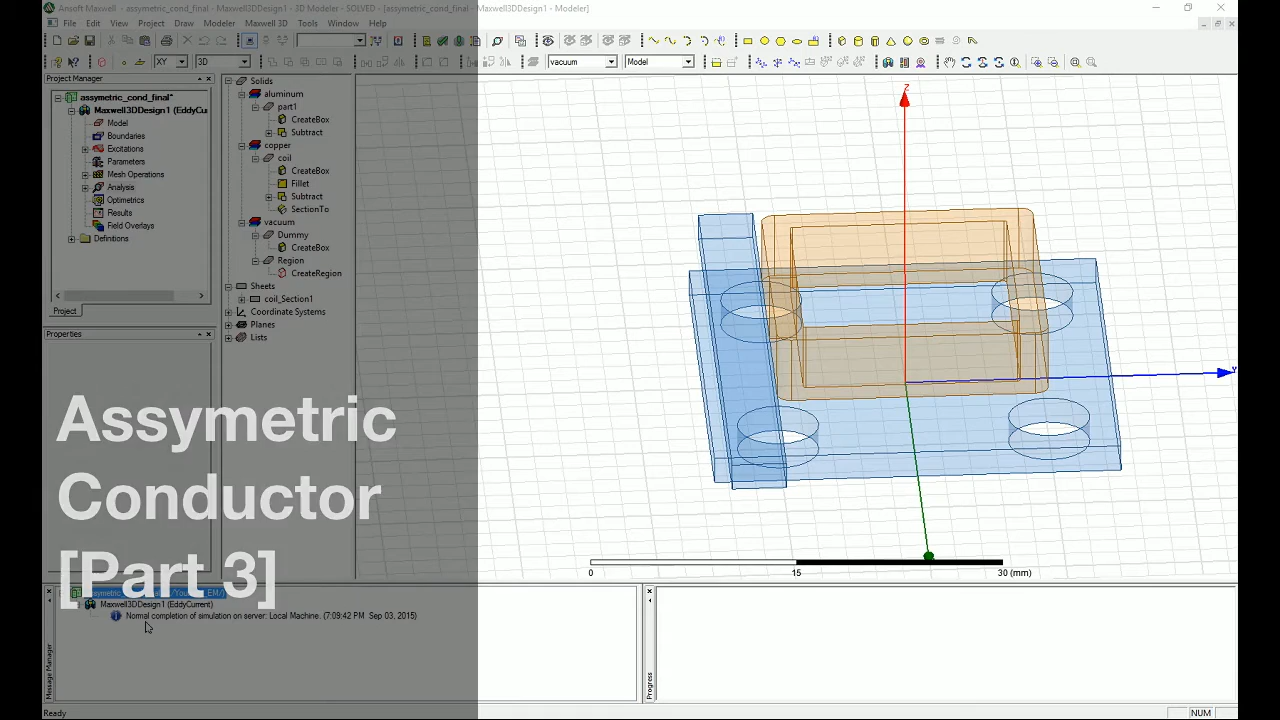 Ansoft Maxwell - assymetric_cond_final - Maxwell3DDesign1 - 3D Modeler - SOLVED - [assymetric_cond_final - Maxwell3DDesign1 - Modeler]
File Edit View Project Draw Modeler Maxwell 3D Tools Window Help
XY 3D vacuum Model
Project Manager
assymetric_cond_final*
Maxwell3DDesign1 (EddyCu
Model
Boundaries
Excitations
Parameters
Mesh Operations
Analysis
Optimetrics
Results
Field Overlays
Definitions
Project
Properties
Solids
aluminum
part1
CreateBox
Subtract
copper
coil
CreateBox
Fillet
Subtract
SectionTo
vacuum
Dummy
CreateBox
Region
CreateRegion
Sheets
coil_Section1
Coordinate Systems
Planes
Lists
Z
Y
0 15 30 (mm)
Assymetric
Conductor
[Part 3]
Maxwell3DDesign1 (EddyCurrent)
Normal completion of simulation on server: Local Machine. (7:09:42 PM Sep 03, 2015)
Message Manager
Progress
Ready
NUM